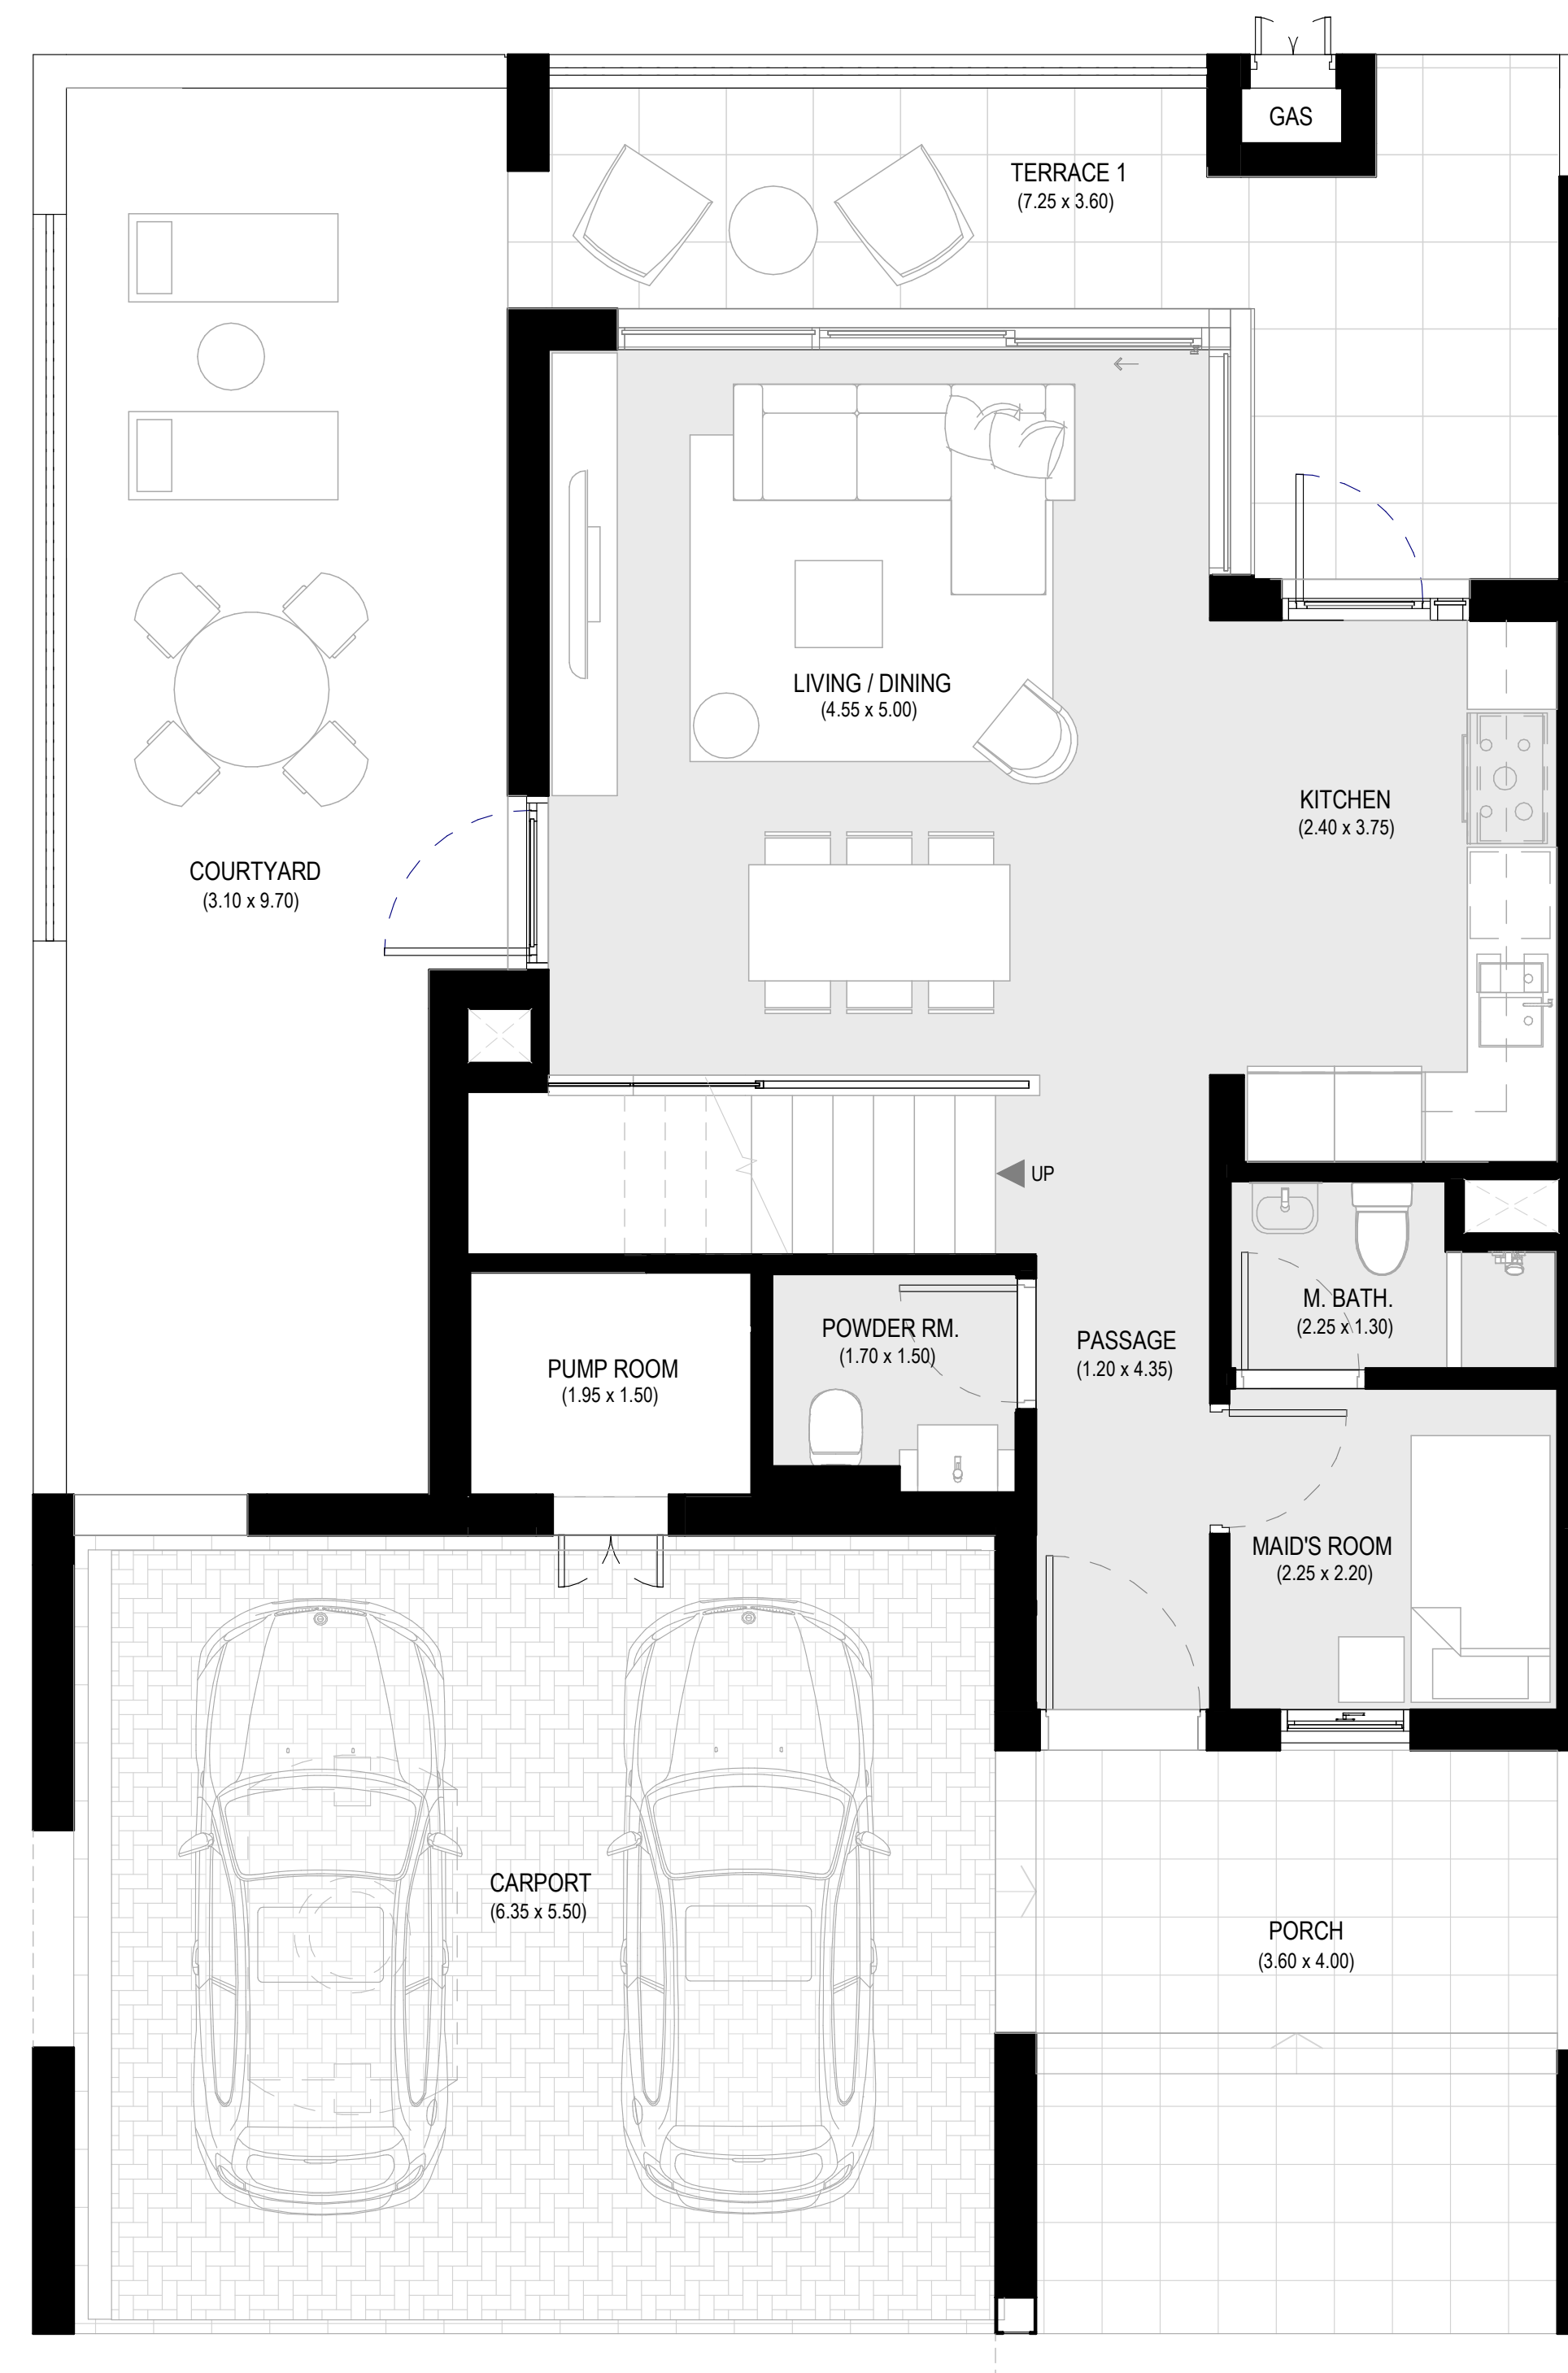 GAS
TERRACE 1
(7.25 x 3.60)
LIVING / DINING
(4.55 x 5.00)
KITCHEN
(2.40 x 3.75)
COURTYARD
(3.10 x 9.70)
UP
M. BATH.
(2.25 x 1.30)
POWDER RM.
(1.70 x 1.50)
PASSAGE
(1.20 x 4.35)
PUMP ROOM
(1.95 x 1.50)
MAID'S ROOM
(2.25 x 2.20)
CARPORT
(6.35 x 5.50)
PORCH
(3.60 x 4.00)